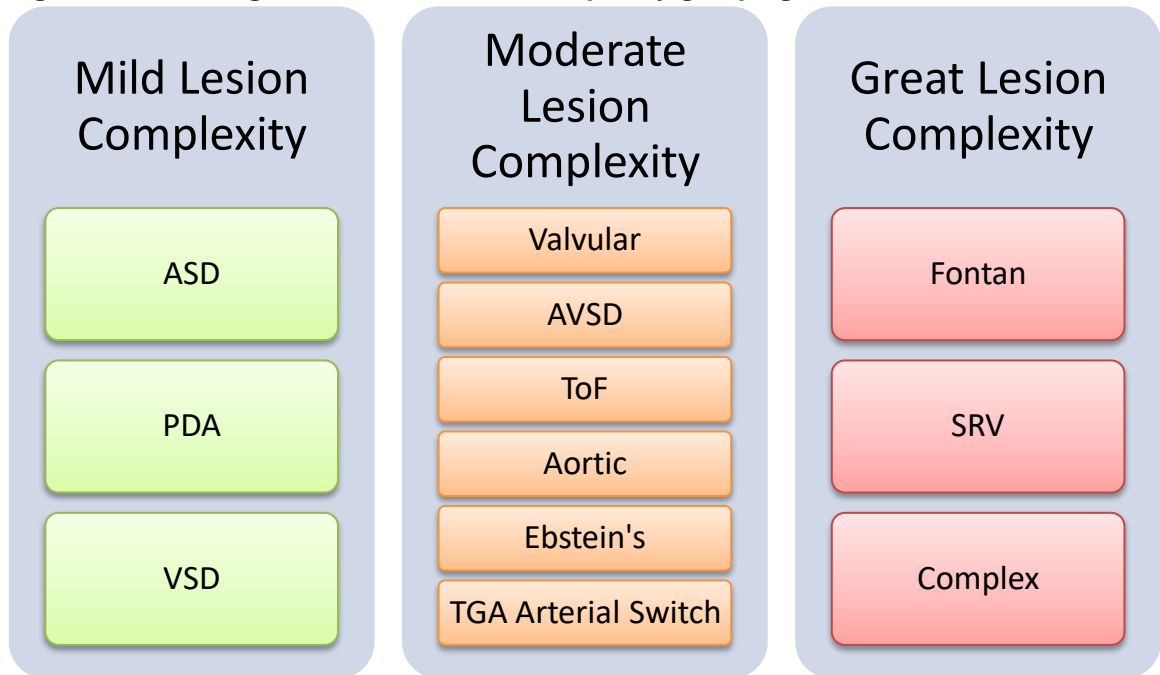 Mild Lesion
Complexity
ASD
PDA
VSD
Moderate
Lesion
Complexity
Valvular
AVSD
ToF
Aortic
Ebstein's
TGA Arterial Switch
Great Lesion
Complexity
Fontan
SRV
Complex